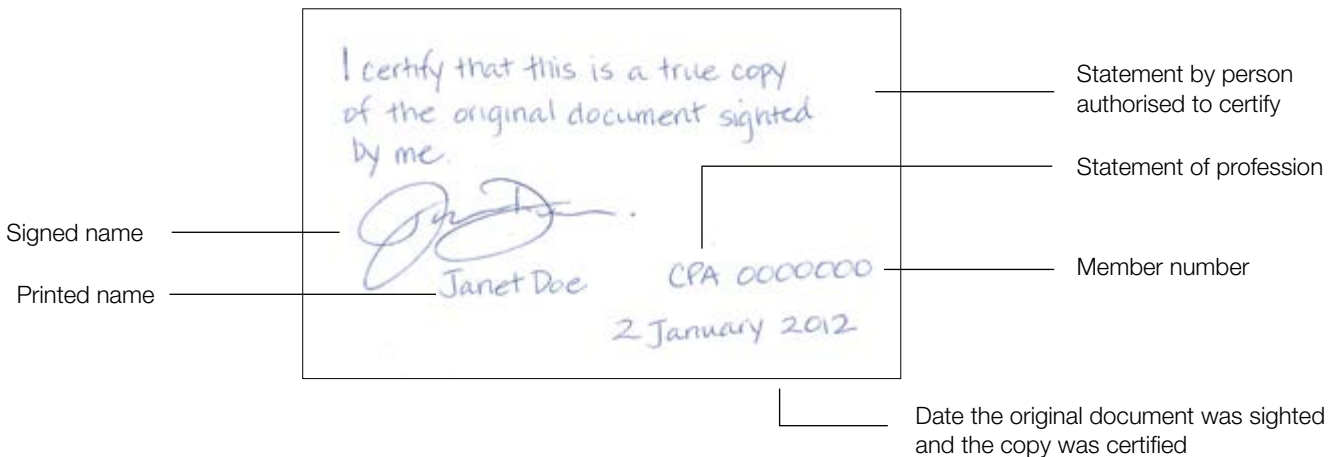 I certify that this is a true copy
of the original document sighted
by me.
Janet Doe
CPA 0000000
2 January 2012
Signed name
Printed name
Statement by person
authorised to certify
Statement of profession
Member number
Date the original document was sighted
and the copy was certified